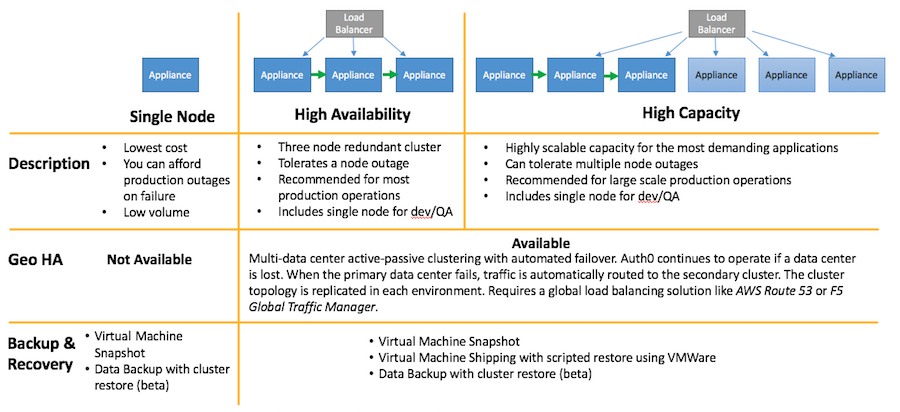 Load
Balancer
Load
Balancer
Appliance
Appliance
Appliance
Appliance
Appliance
Appliance
Appliance
Appliance
Appliance
Appliance
Single Node
High Availability
High Capacity
Description
• Lowest cost
• You can afford
production outages
on failure
• Low volume
• Three node redundant cluster
• Tolerates a node outage
• Recommended for most
production operations
• Includes single node for dev/QA
• Highly scalable capacity for the most demanding applications
• Can tolerate multiple node outages
• Recommended for large scale production operations
• Includes single node for dev/QA
Geo HA
Not Available
Available
Multi-data center active-passive clustering with automated failover. Auth0 continues to operate if a data center
is lost. When the primary data center fails, traffic is automatically routed to the secondary cluster. The cluster
topology is replicated in each environment. Requires a global load balancing solution like AWS Route 53 or F5
Global Traffic Manager.
Backup &
Recovery
• Virtual Machine
Snapshot
• Data Backup with cluster
restore (beta)
• Virtual Machine Snapshot
• Virtual Machine Shipping with scripted restore using VMWare
• Data Backup with cluster restore (beta)